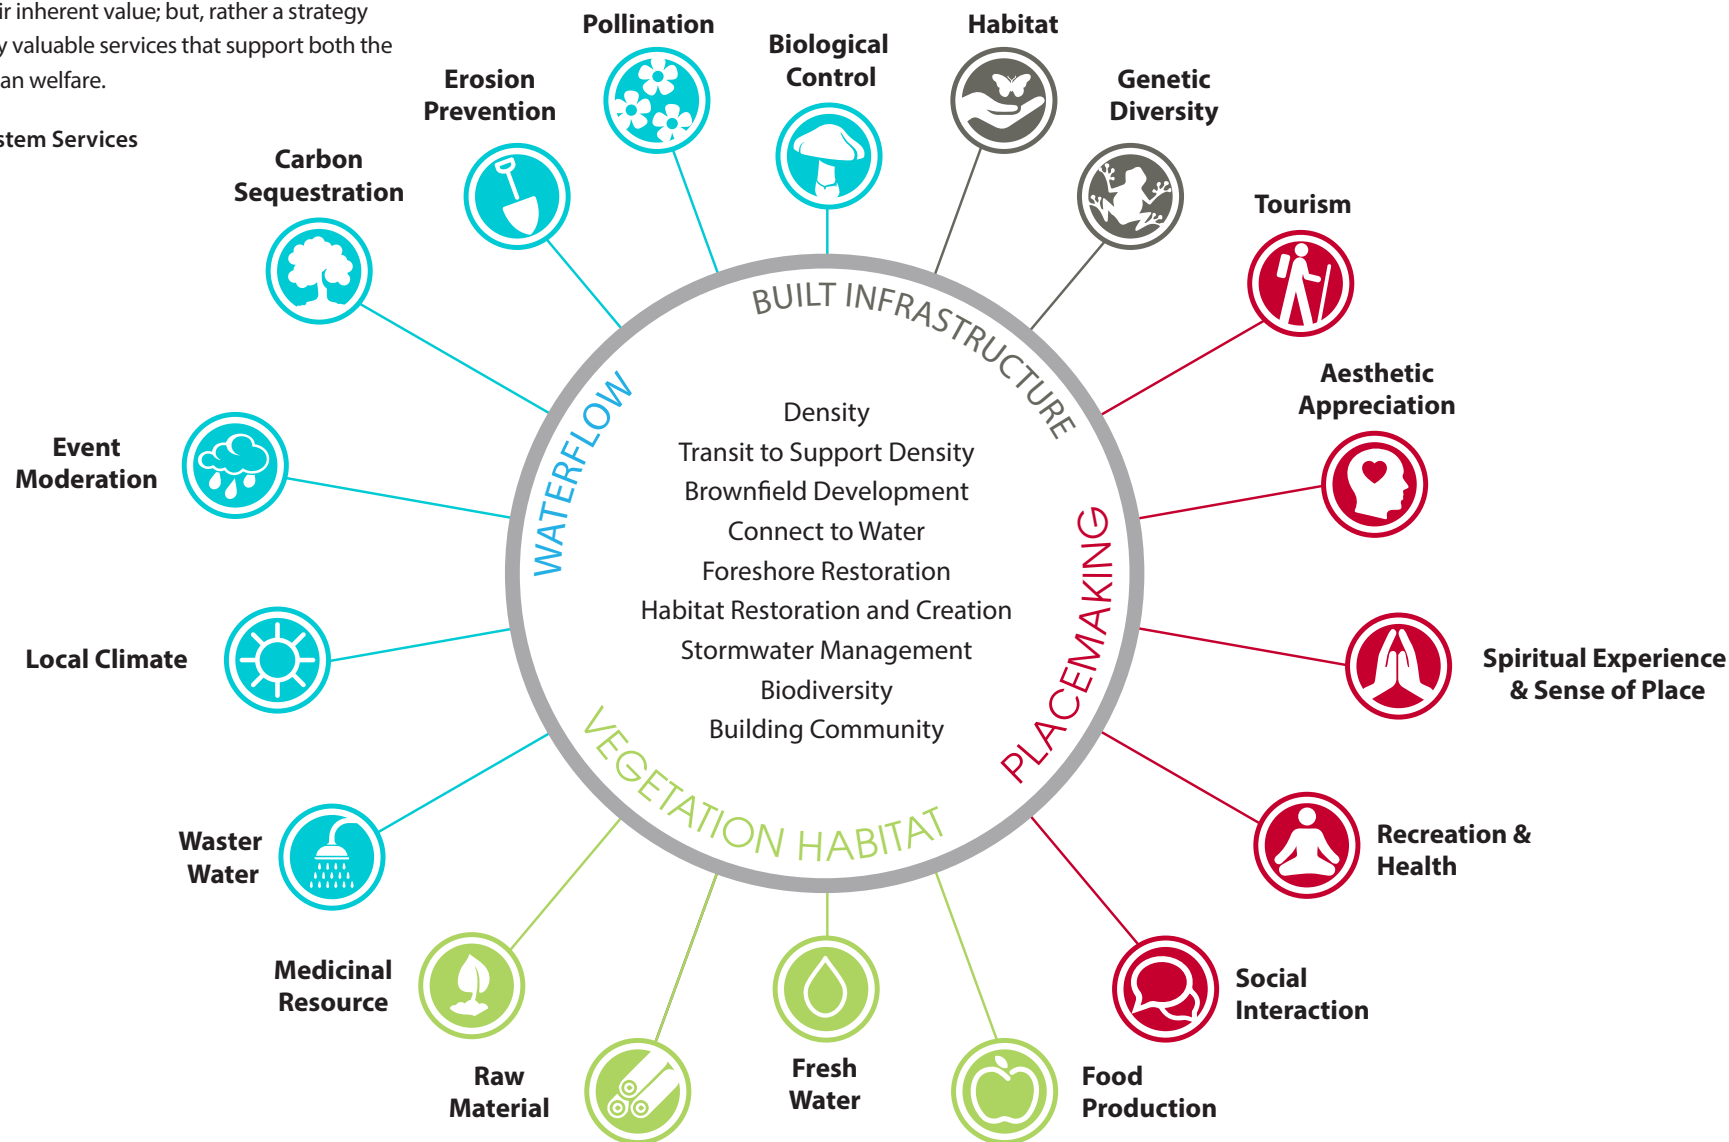 ir inherent value; but, rather a strategy
y valuable services that support both the
an welfare.
stem Services
Pollination
Biological
Control
Habitat
Genetic
Diversity
Erosion
Prevention
Carbon
Sequestration
Tourism
Aesthetic
Appreciation
Event
Moderation
Local Climate
Spiritual Experience
& Sense of Place
Waster
Water
Recreation &
Health
Medicinal
Resource
Social
Interaction
Raw
Material
Fresh
Water
Food
Production
BUILT INFRASTRUCTURE
WATERFLOW
PLACEMAKING
VEGETATION HABITAT
Density
Transit to Support Density
Brownfield Development
Connect to Water
Foreshore Restoration
Habitat Restoration and Creation
Stormwater Management
Biodiversity
Building Community